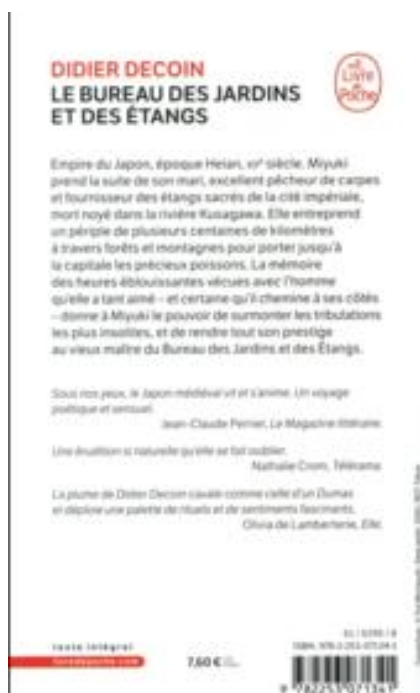 DIDIER DECOIN
LE BUREAU DES JARDINS
ET DES ÉTANGS
Le
Livre
de
Poche
Empire du Japon, époque Heian, XIIe siècle. Miyuki
prend la suite de son mari, excellent pêcheur de carpes
et fournisseur des étangs sacrés de la cité impériale,
mort noyé dans la rivière Kusagawa. Elle entreprend
un périple de plusieurs centaines de kilomètres
à travers forêts et montagnes pour porter jusqu'à
la capitale les précieux poissons. La mémoire
des heures éblouissantes vécues avec l'homme
qu'elle a tant aimé – et certaine qu'il chemine à ses côtés
– donne à Miyuki le pouvoir de surmonter les tribulations
les plus insolites, et de rendre tout son prestige
au vieux maître du Bureau des Jardins et des Étangs.
Sous nos yeux, le Japon médiéval vit et s'anime. Un voyage
poétique et sensuel.
Jean-Claude Perrier, Le Magazine littéraire.
Une érudition si naturelle qu'elle se fait oublier.
Nathalie Crom, Télérama.
La plume de Didier Decoin cavale comme celle d'un Dumas
et déploie une palette de rituels et de sentiments fascinants.
Olivia de Lamberterie, Elle.
texte intégral
livredepoche.com
7,60 €
9 782253 071341